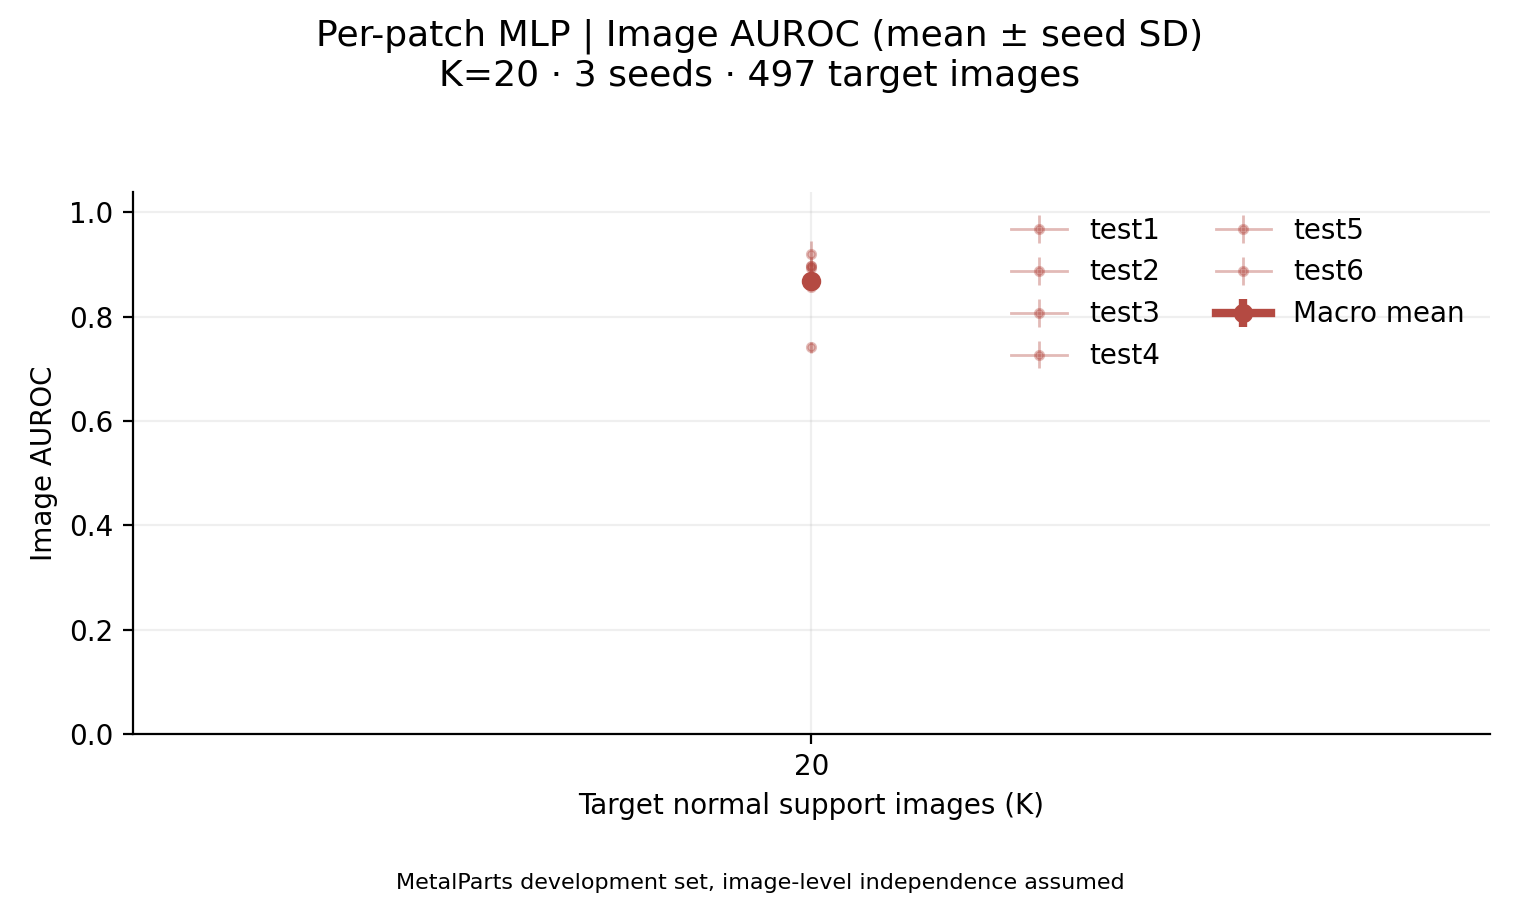 Per-patch MLP | Image AUROC (mean ± seed SD)
K=20 · 3 seeds · 497 target images
1.0
0.8
0.6
0.4
0.2
0.0
Image AUROC
test1
test2
test3
test4
test5
test6
Macro mean
20
Target normal support images (K)
MetalParts development set, image-level independence assumed